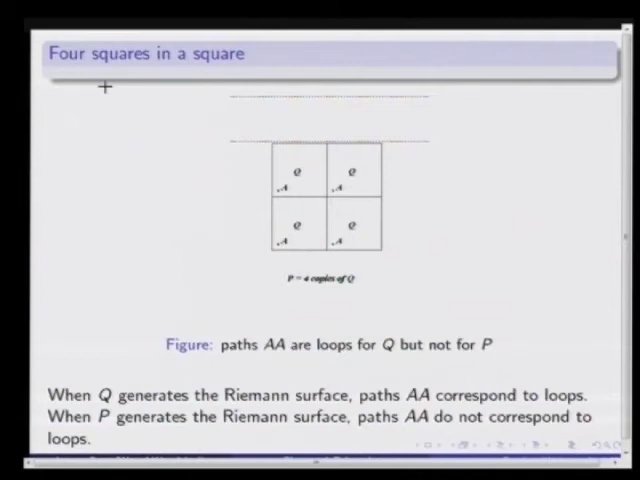 Four squares in a square
Q Q
.A .A
Q Q
.A .A
P = 4 copies of Q
Figure: paths AA are loops for Q but not for P
When Q generates the Riemann surface, paths AA correspond to loops.
When P generates the Riemann surface, paths AA do not correspond to
loops.